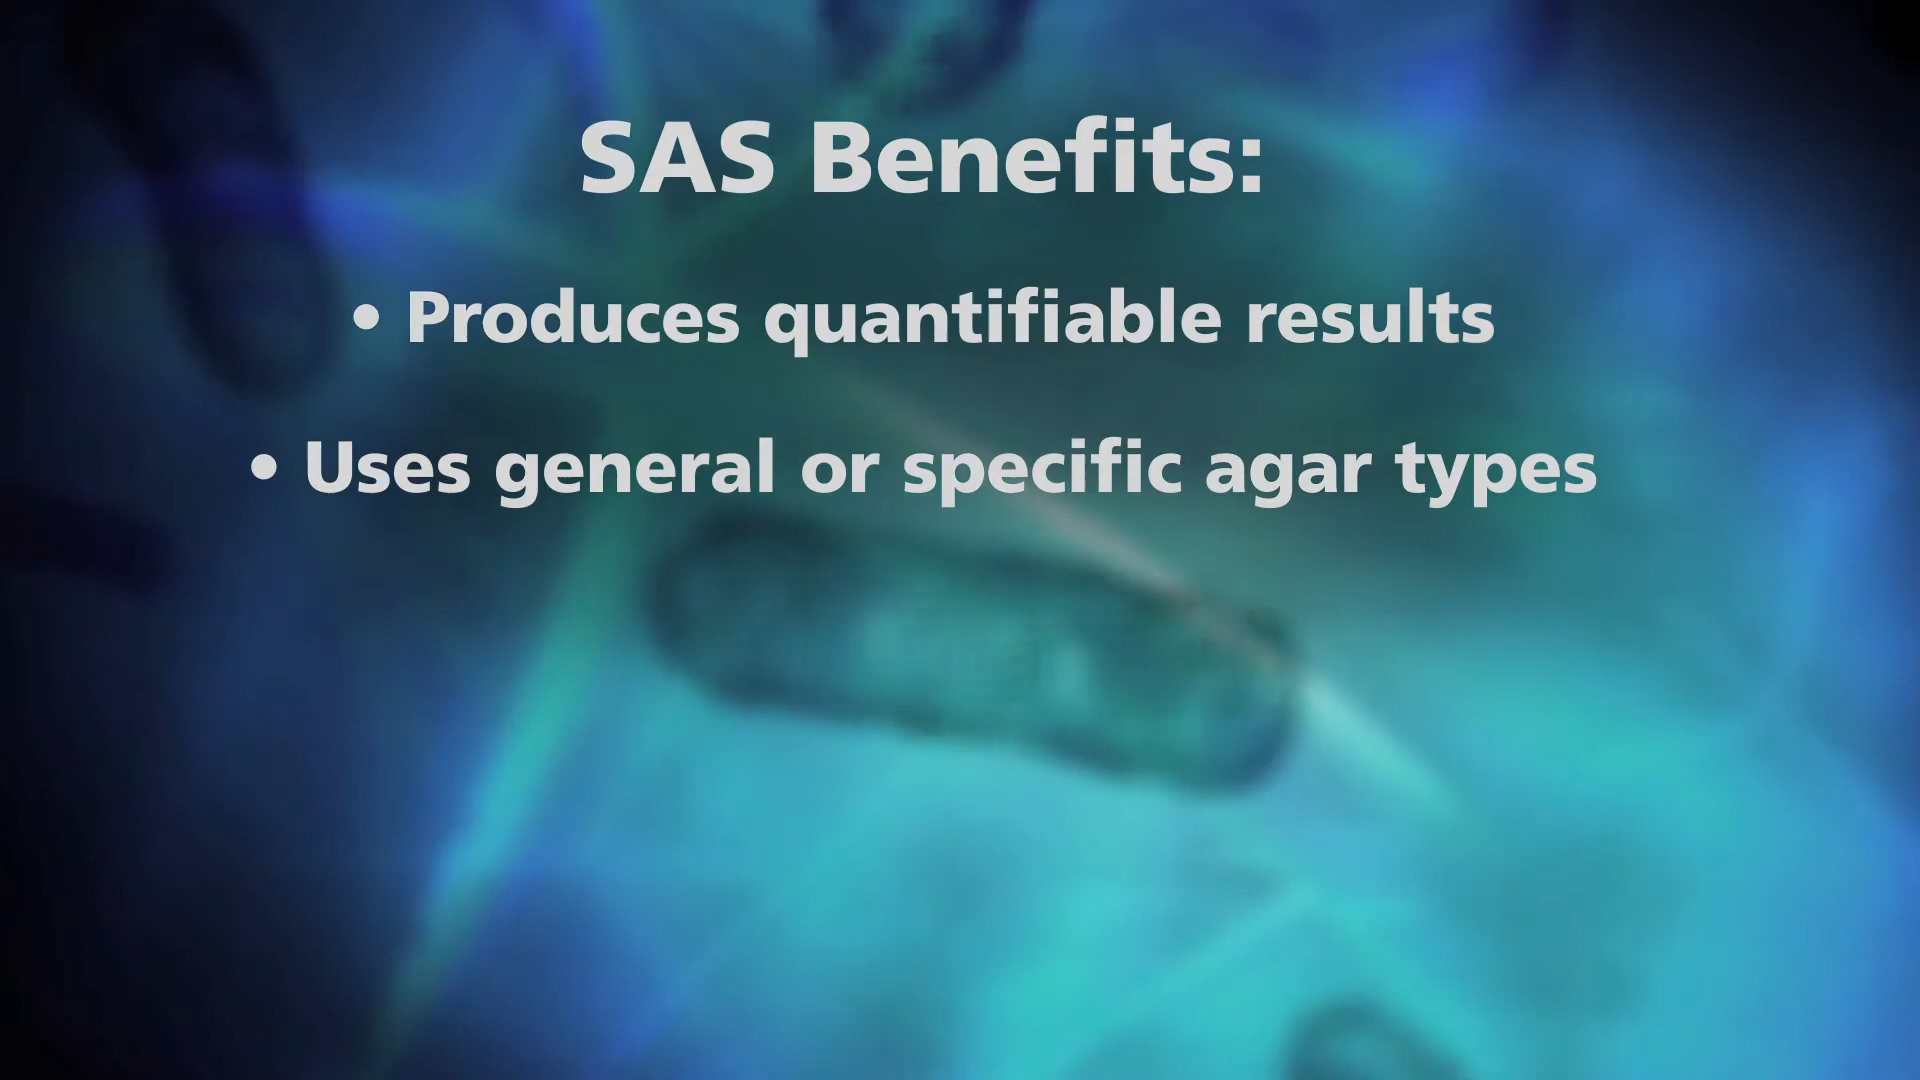 SAS Benefits:
• Produces quantifiable results
• Uses general or specific agar types